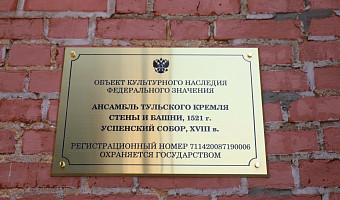 ОБЪЕКТ КУЛЬТУРНОГО НАСЛЕДИЯ
ФЕДЕРАЛЬНОГО ЗНАЧЕНИЯ
АНСАМБЛЬ ТУЛЬСКОГО КРЕМЛЯ
СТЕНЫ И БАШНИ, 1521 г.
УСПЕНСКИЙ СОБОР, XVIII в.
РЕГИСТРАЦИОННЫЙ НОМЕР 711420087190006
ОХРАНЯЕТСЯ ГОСУДАРСТВОМ